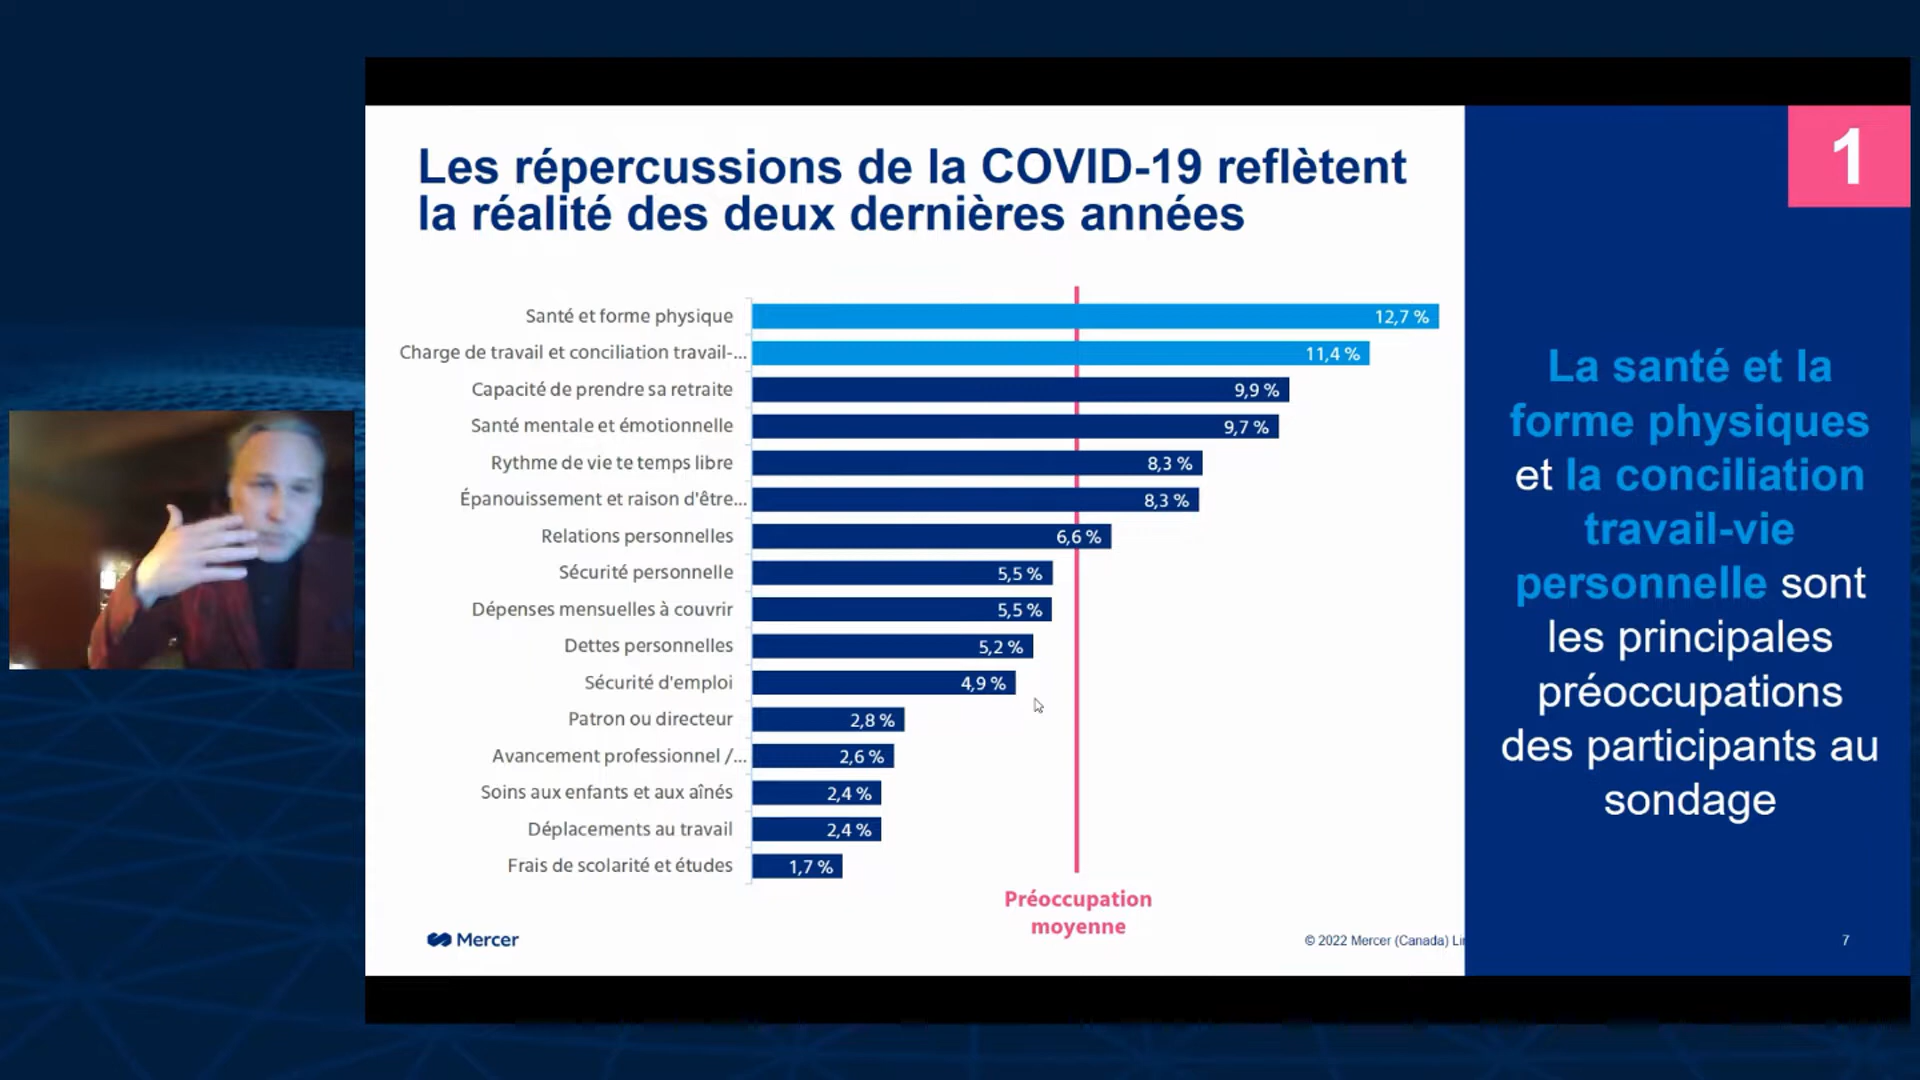 Les répercussions de la COVID-19 reflètent
la réalité des deux dernières années
1
Santé et forme physique 12,7 %
Charge de travail et conciliation travail-... 11,4 %
Capacité de prendre sa retraite 9,9 %
Santé mentale et émotionnelle 9,7 %
Rythme de vie te temps libre 8,3 %
Épanouissement et raison d'être... 8,3 %
Relations personnelles 6,6 %
Sécurité personnelle 5,5 %
Dépenses mensuelles à couvrir 5,5 %
Dettes personnelles 5,2 %
Sécurité d'emploi 4,9 %
Patron ou directeur 2,8 %
Avancement professionnel /... 2,6 %
Soins aux enfants et aux aînés 2,4 %
Déplacements au travail 2,4 %
Frais de scolarité et études 1,7 %
Préoccupation
moyenne
La santé et la
forme physiques
et la conciliation
travail-vie
personnelle sont
les principales
préoccupations
des participants au
sondage
Mercer
© 2022 Mercer (Canada) Li
7